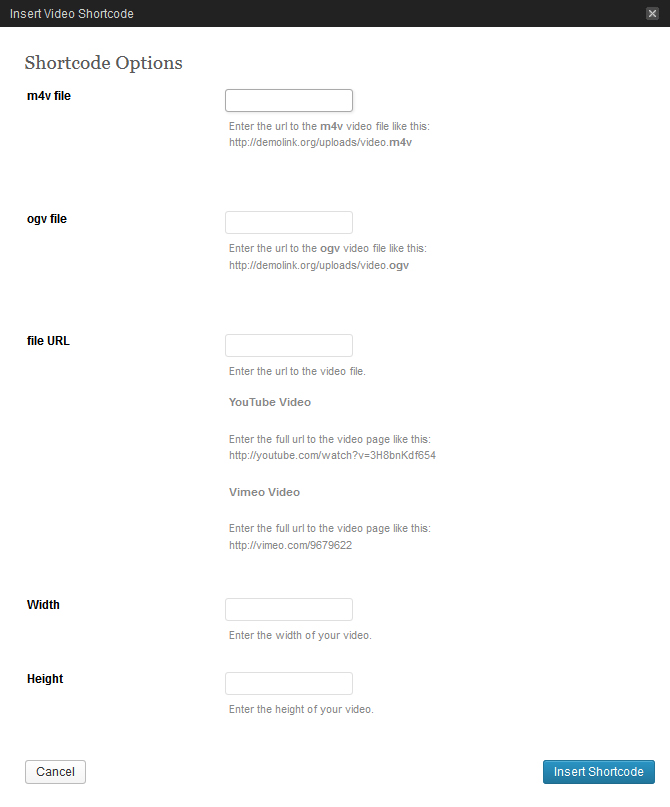 Insert Video Shortcode
Shortcode Options
m4v file
Enter the url to the m4v video file like this:
http://demolink.org/uploads/video.m4v
ogv file
Enter the url to the ogv video file like this:
http://demolink.org/uploads/video.ogv
file URL
Enter the url to the video file.
YouTube Video
Enter the full url to the video page like this:
http://youtube.com/watch?v=3H8bnKdf654
Vimeo Video
Enter the full url to the video page like this:
http://vimeo.com/9679622
Width
Enter the width of your video.
Height
Enter the height of your video.
Cancel
Insert Shortcode